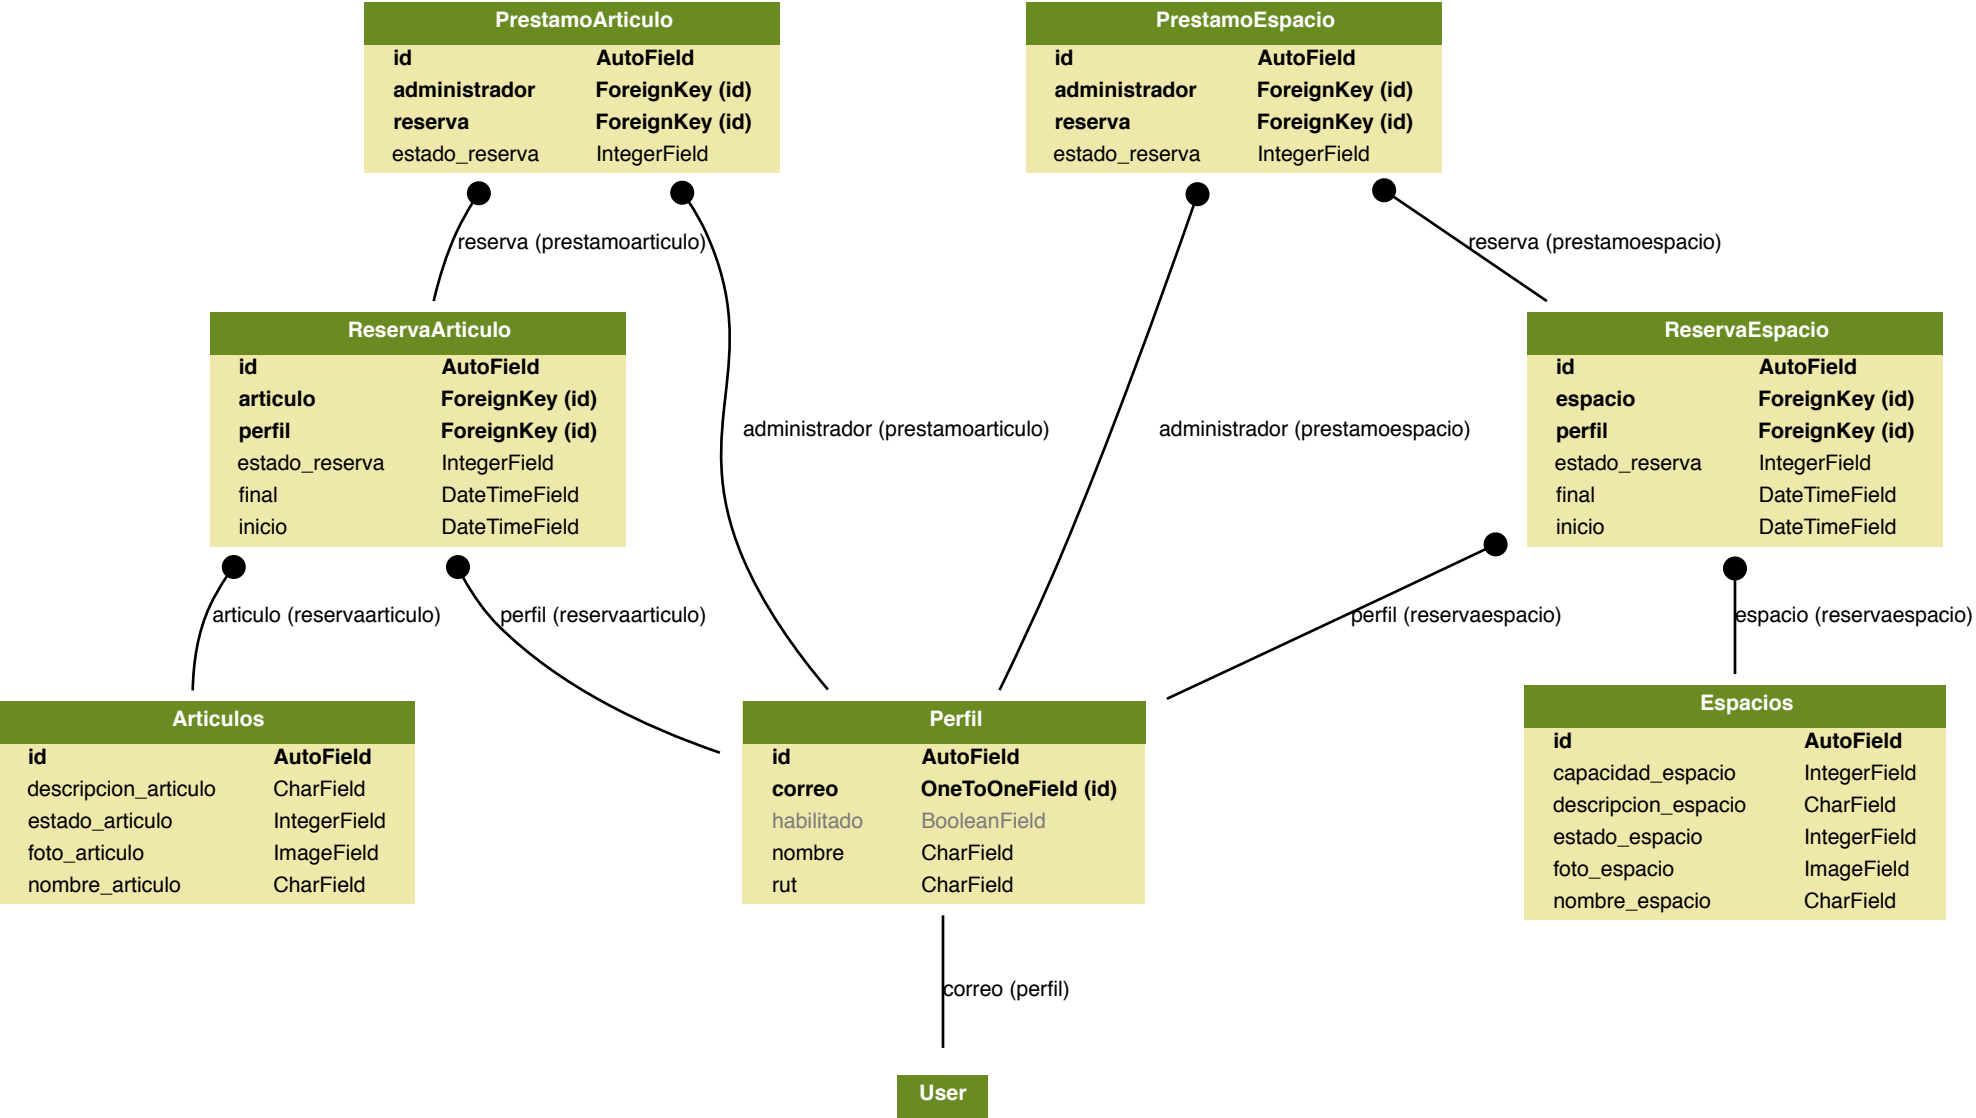 PrestamoArticulo
id AutoField
administrador ForeignKey (id)
reserva ForeignKey (id)
estado_reserva IntegerField
PrestamoEspacio
id AutoField
administrador ForeignKey (id)
reserva ForeignKey (id)
estado_reserva IntegerField
reserva (prestamoarticulo)
reserva (prestamoespacio)
ReservaArticulo
id AutoField
articulo ForeignKey (id)
perfil ForeignKey (id)
estado_reserva IntegerField
final DateTimeField
inicio DateTimeField
administrador (prestamoarticulo)
administrador (prestamoespacio)
ReservaEspacio
id AutoField
espacio ForeignKey (id)
perfil ForeignKey (id)
estado_reserva IntegerField
final DateTimeField
inicio DateTimeField
articulo (reservaarticulo)
perfil (reservaarticulo)
perfil (reservaespacio)
espacio (reservaespacio)
Articulos
id AutoField
descripcion_articulo CharField
estado_articulo IntegerField
foto_articulo ImageField
nombre_articulo CharField
Perfil
id AutoField
correo OneToOneField (id)
habilitado BooleanField
nombre CharField
rut CharField
Espacios
id AutoField
capacidad_espacio IntegerField
descripcion_espacio CharField
estado_espacio IntegerField
foto_espacio ImageField
nombre_espacio CharField
correo (perfil)
User